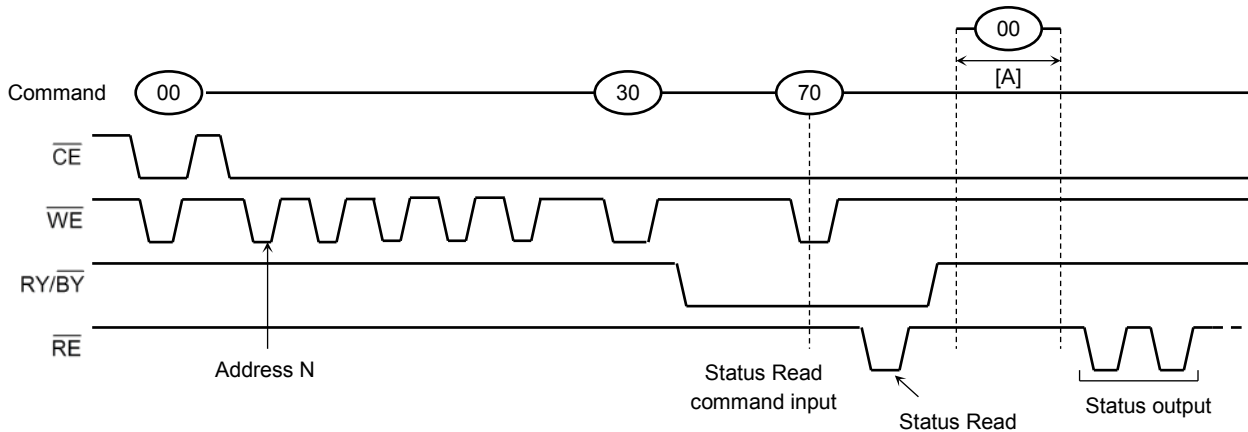 00
[A]
Command 00 30 70
CE
WE
RY/BY
RE
Address N
Status Read
command input
Status Read
Status output